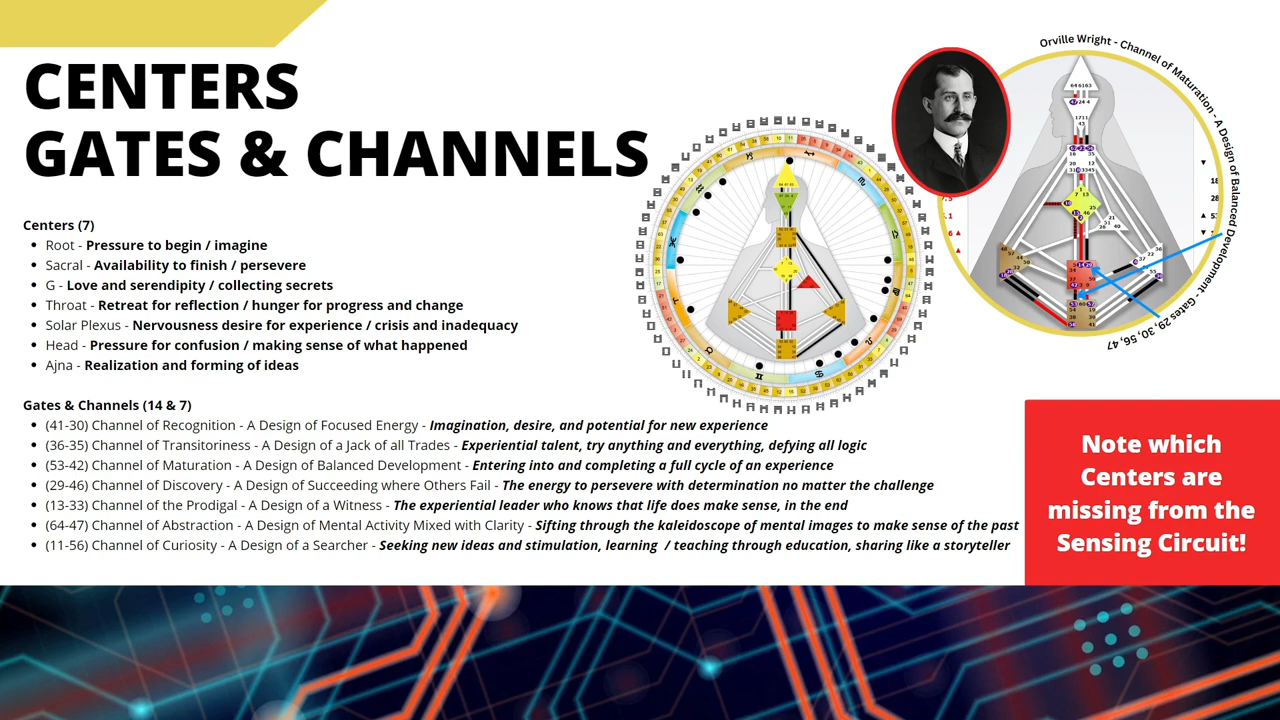 CENTERS
GATES & CHANNELS
Orville Wright - Channel of Maturation - A Design of Balanced Development - Gates 29, 30, 56, 47
Centers (7)
• Root - Pressure to begin / imagine
• Sacral - Availability to finish / persevere
• G - Love and serendipity / collecting secrets
• Throat - Retreat for reflection / hunger for progress and change
• Solar Plexus - Nervousness desire for experience / crisis and inadequacy
• Head - Pressure for confusion / making sense of what happened
• Ajna - Realization and forming of ideas
Gates & Channels (14 & 7)
• (41-30) Channel of Recognition - A Design of Focused Energy - Imagination, desire, and potential for new experience
• (36-35) Channel of Transitoriness - A Design of a Jack of all Trades - Experiential talent, try anything and everything, defying all logic
• (53-42) Channel of Maturation - A Design of Balanced Development - Entering into and completing a full cycle of an experience
• (29-46) Channel of Discovery - A Design of Succeeding Where Others Fail - The energy to persevere with determination no matter the challenge
• (13-33) Channel of the Prodigal - A Design of a Witness - The experiential leader who knows that life does make sense, in the end
• (64-47) Channel of Abstraction - A Design of Mental Activity Mixed with Clarity - Sifting through the kaleidoscope of mental images to make sense of the past
• (11-56) Channel of Curiosity - A Design of a Searcher - Seeking new ideas and stimulation, learning / teaching through education, sharing like a storyteller
Note which
Centers are
missing from the
Sensing Circuit!